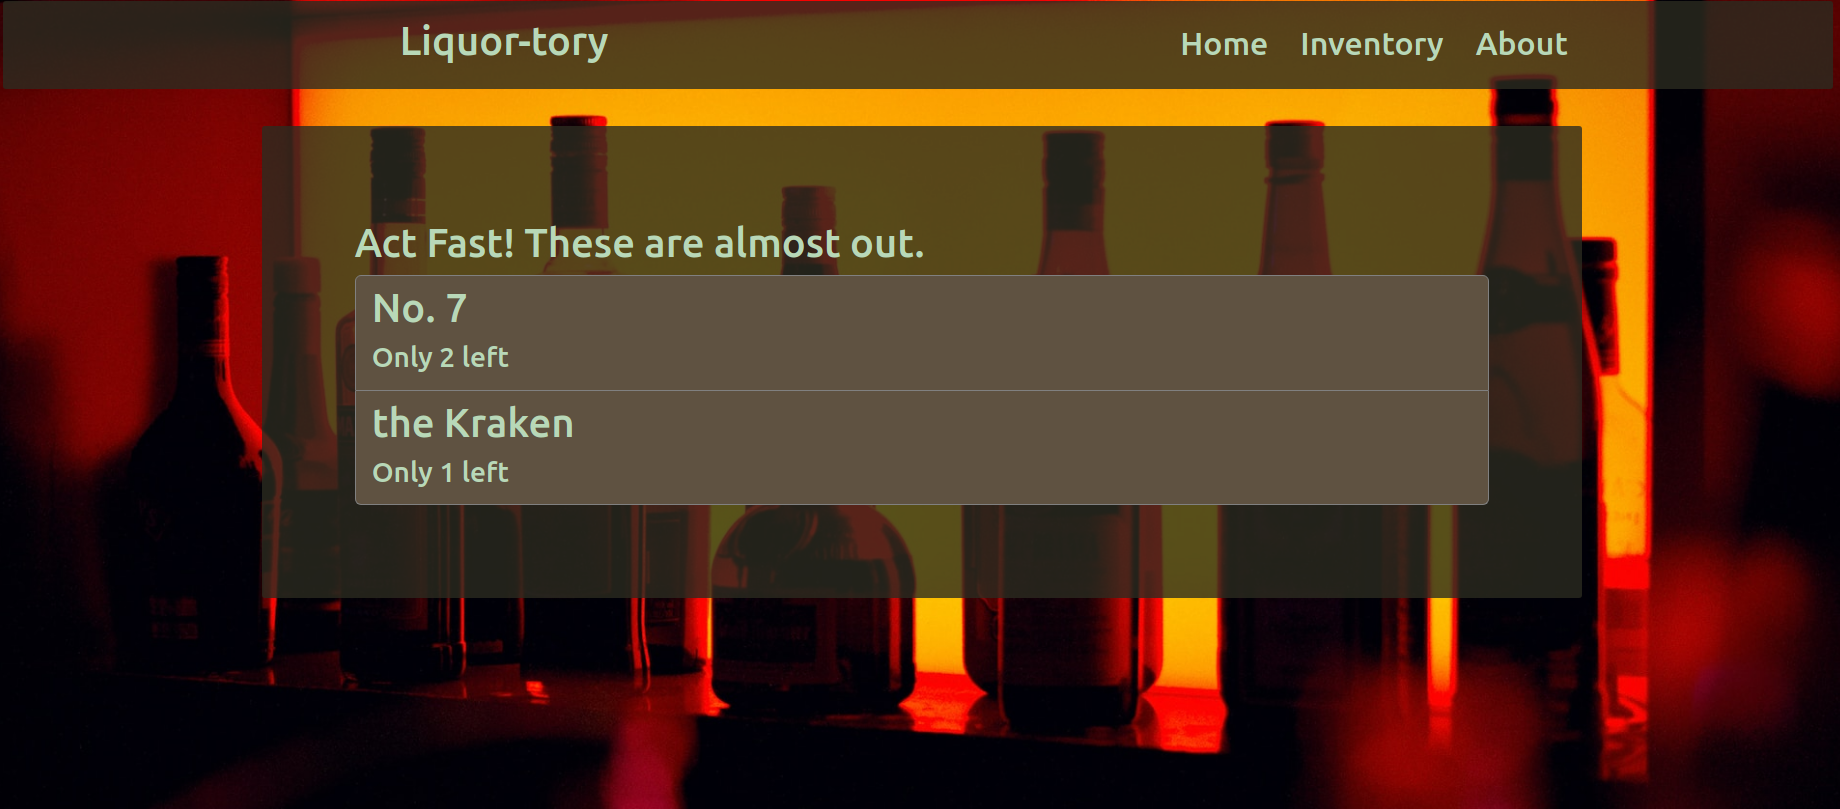 Liquor-tory
Home Inventory About
Act Fast! These are almost out.
No. 7
Only 2 left
the Kraken
Only 1 left